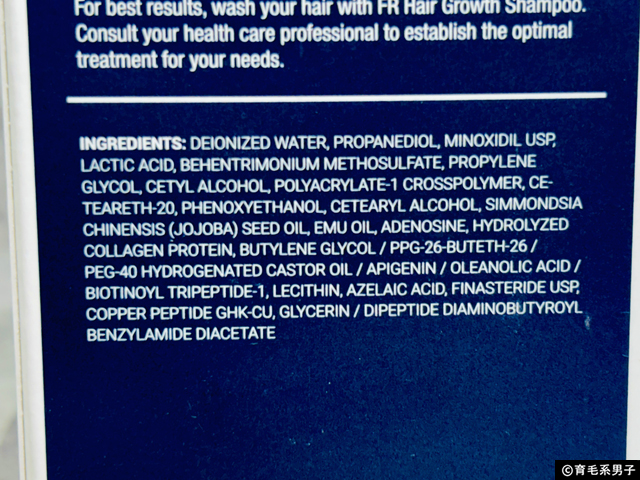 For best results, wash your hair with FR Hair Growth Shampoo.
Consult your health care professional to establish the optimal
treatment for your needs.
INGREDIENTS: DEIONIZED WATER, PROPANEDIOL, MINOXIDIL USP,
LACTIC ACID, BEHENTRIMONIUM METHOSULFATE, PROPYLENE
GLYCOL, CETYL ALCOHOL, POLYACRYLATE-1 CROSSPOLYMER, CE-
TEARETH-20, PHENOXYETHANOL, CETEARYL ALCOHOL, SIMMONDSIA
CHINENSIS (JOJOBA) SEED OIL, EMU OIL, ADENOSINE, HYDROLYZED
COLLAGEN PROTEIN, BUTYLENE GLYCOL / PPG-26-BUTETH-26 /
PEG-40 HYDROGENATED CASTOR OIL / APIGENIN / OLEANOLIC ACID /
BIOTINOYL TRIPEPTIDE-1, LECITHIN, AZELAIC ACID, FINASTERIDE USP,
COPPER PEPTIDE GHK-CU, GLYCERIN / DIPEPTIDE DIAMINOBUTYROYL
BENZYLAMIDE DIACETATE
©育毛系男子